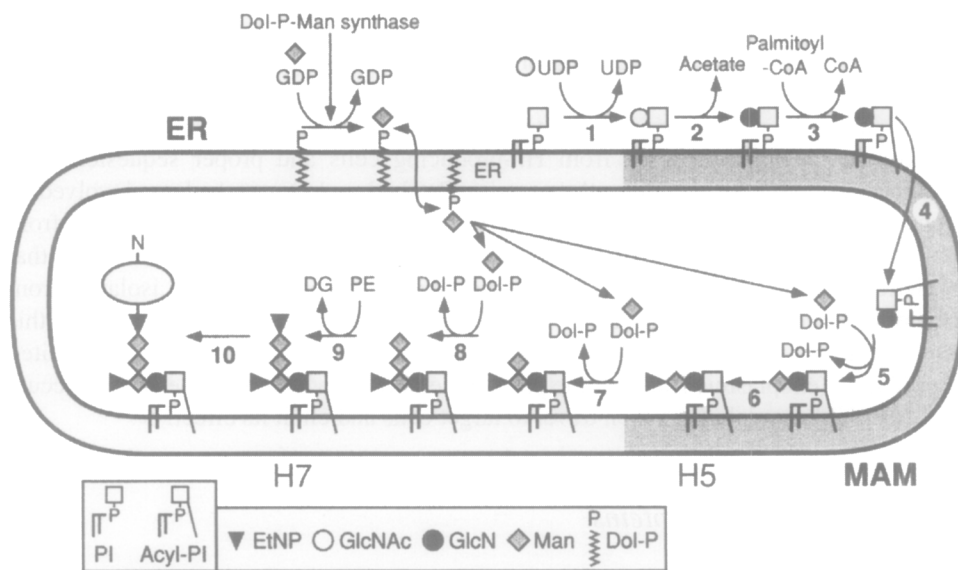 Dol-P-Man synthase
GDP GDP
UDP UDP
Acetate
Palmitoyl
-CoA CoA
ER
P P P P P P
1 2 3
ER
P
4
N
DG PE
Dol-P Dol-P
P
Dol-P Dol-P
Dol-P
Dol-P
10 9 8 7 6 5
P P P P P P
H7 H5 MAM
P P
PI Acyl-PI
EtNP GlcNAc GlcN Man
P
Dol-P